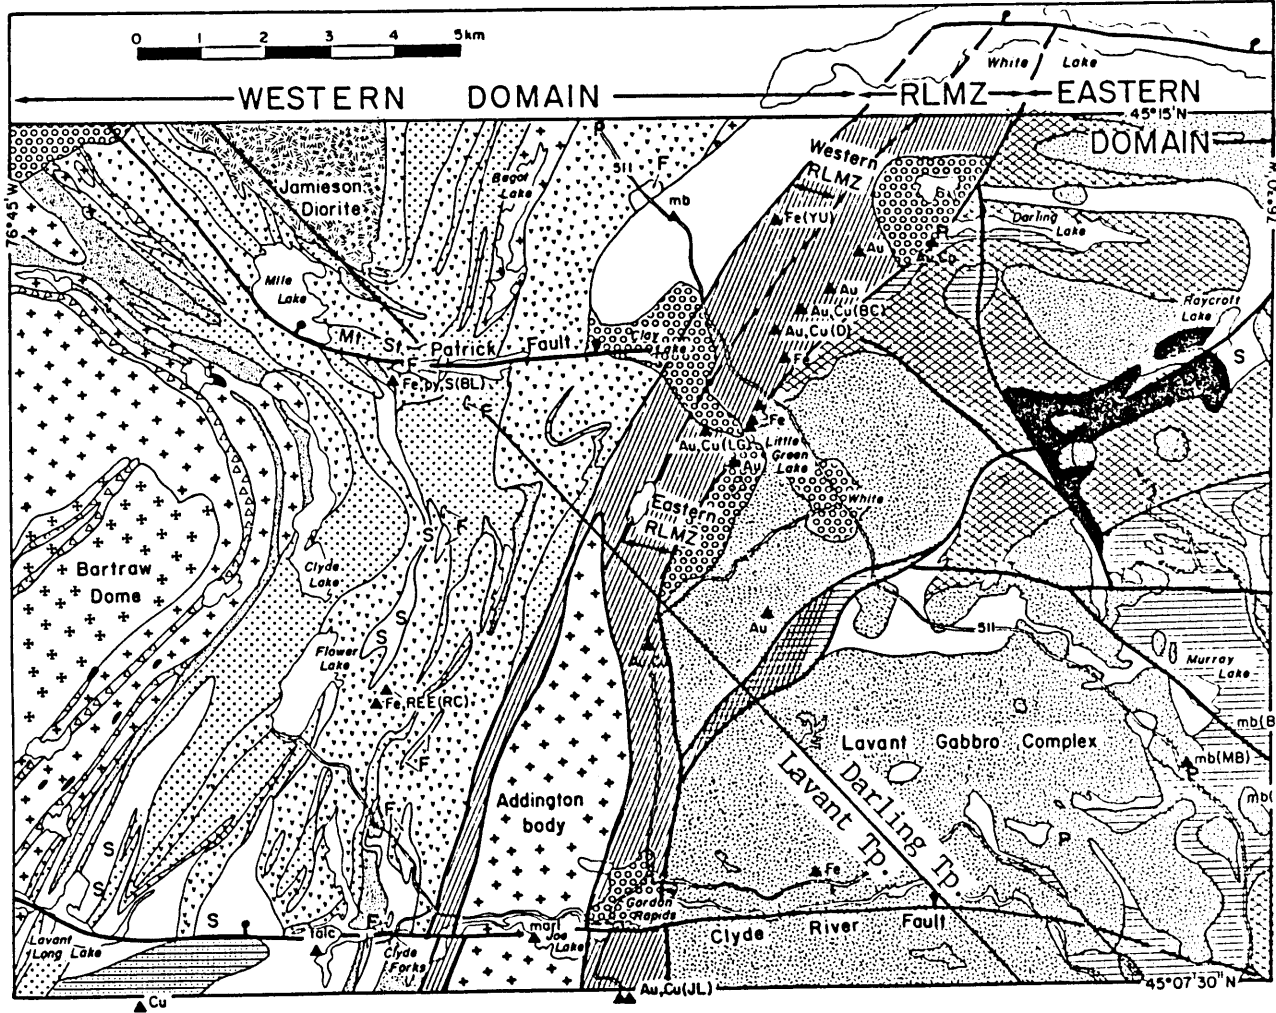 0 1 2 3 4 5km
White Lake
WESTERN DOMAIN
RLMZ
EASTERN
DOMAIN
45°15'N
76°45'W
76°30'W
Jamieson
Diorite
Bagot
Lake
511
F
mb
Western
RLMZ
Fe(YU)
Au
Darling
Lake
Au
Au,Cu(BC)
Au,Cu(D)
Fe
Mile
Lake
Mt. St. Patrick Fault
Clay
Lake
Raycroft
Lake
S
F
Fe,py,S(BL)
F
Fe
Au,Cu(LG)
Au
Little
Green
Lake
White
Eastern
RLMZ
S
F
Bartraw
Dome
Clyde
Lake
S
S
Flower
Lake
Au
Au,Cu
511
Murray
Lake
Fe,REE(RC)
F
Lavant Gabbro Complex
mb(B
mb(MB)
P
mb(
Darling Tp.
Lavant Tp.
Addington
body
F
P
S
S
S
F
Fe
Gordon
Rapids
Clyde River Fault
Lavant
Long Lake
Talc
Clyde
Forks
marl
Joe
Lake
45°07'30"N
Cu
Au,Cu(JL)